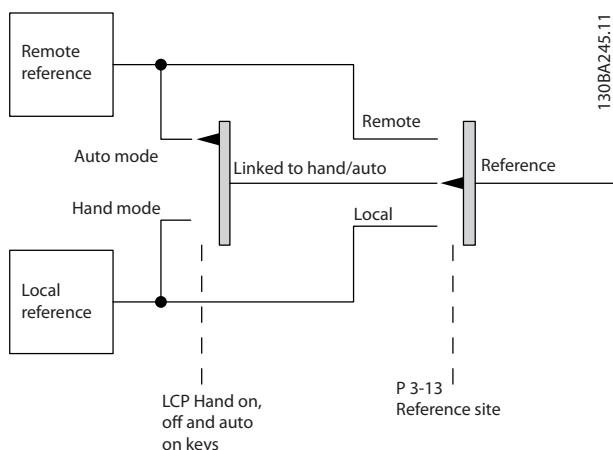 Remote
reference
130BA245.11
Remote
Auto mode
Linked to hand/auto
Reference
Hand mode
Local
Local
reference
LCP Hand on,
off and auto
on keys
P 3-13
Reference site